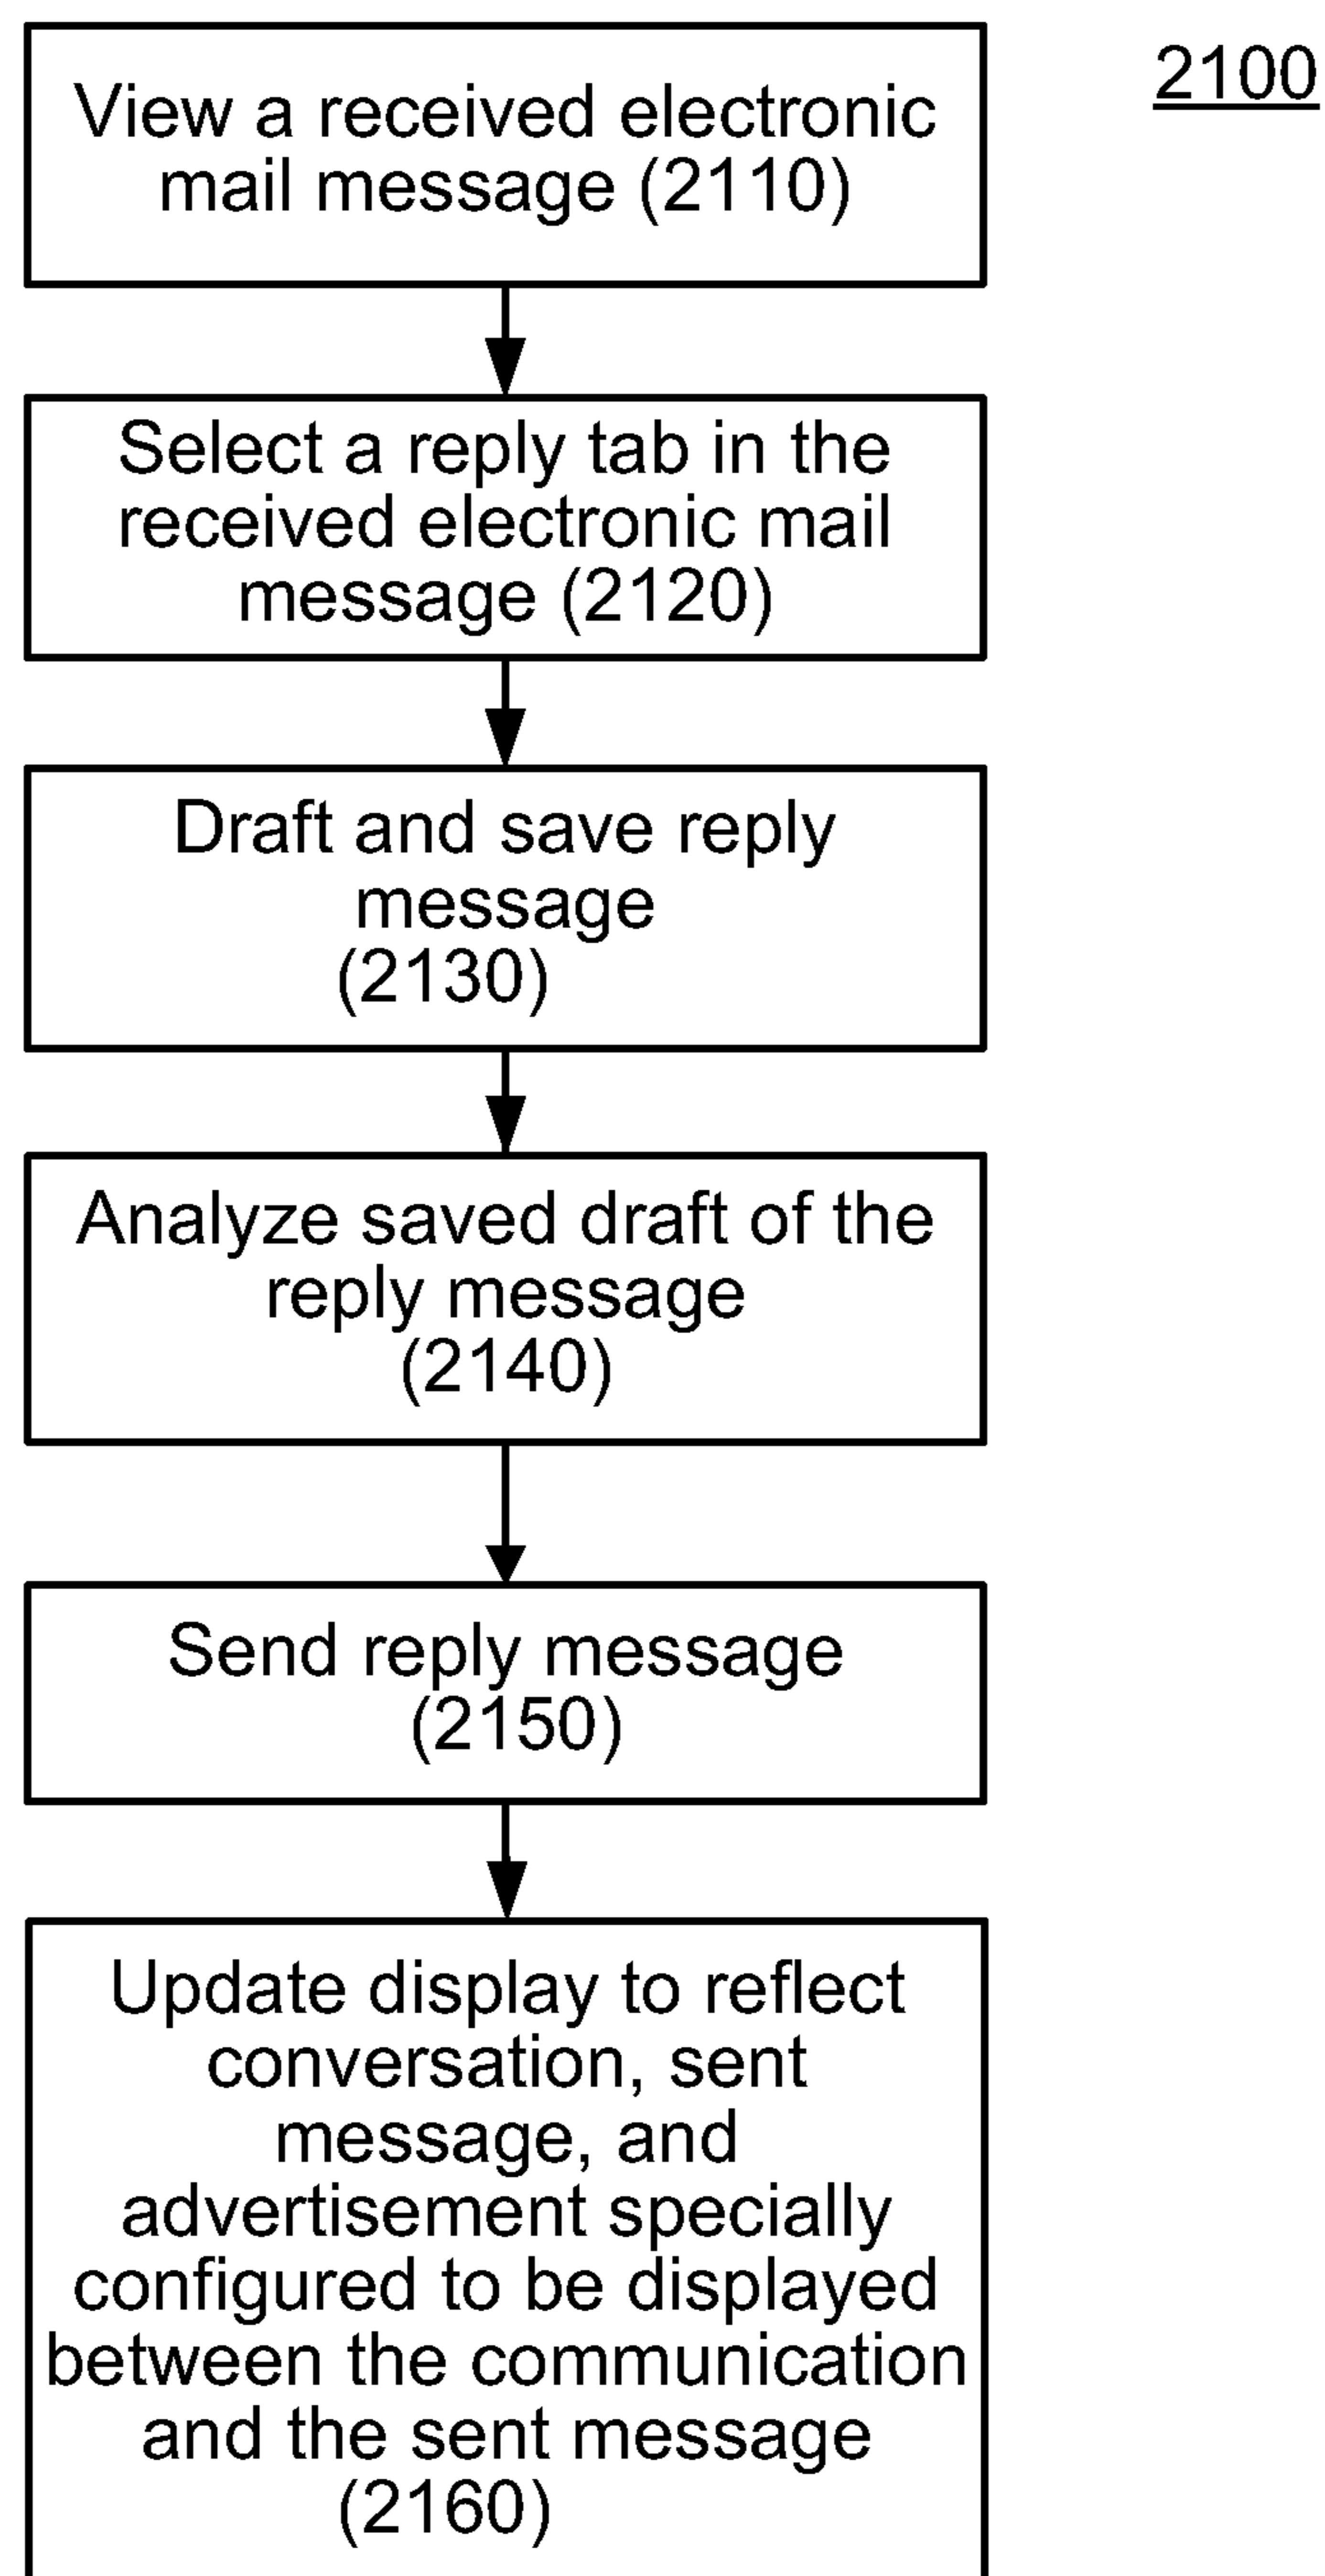 2100
View a received electronic
mail message (2110)
Select a reply tab in the
received electronic mail
message (2120)
Draft and save reply
message
(2130)
Analyze saved draft of the
reply message
(2140)
Send reply message
(2150)
Update display to reflect
conversation, sent
message, and
advertisement specially
configured to be displayed
between the communication
and the sent message
(2160)